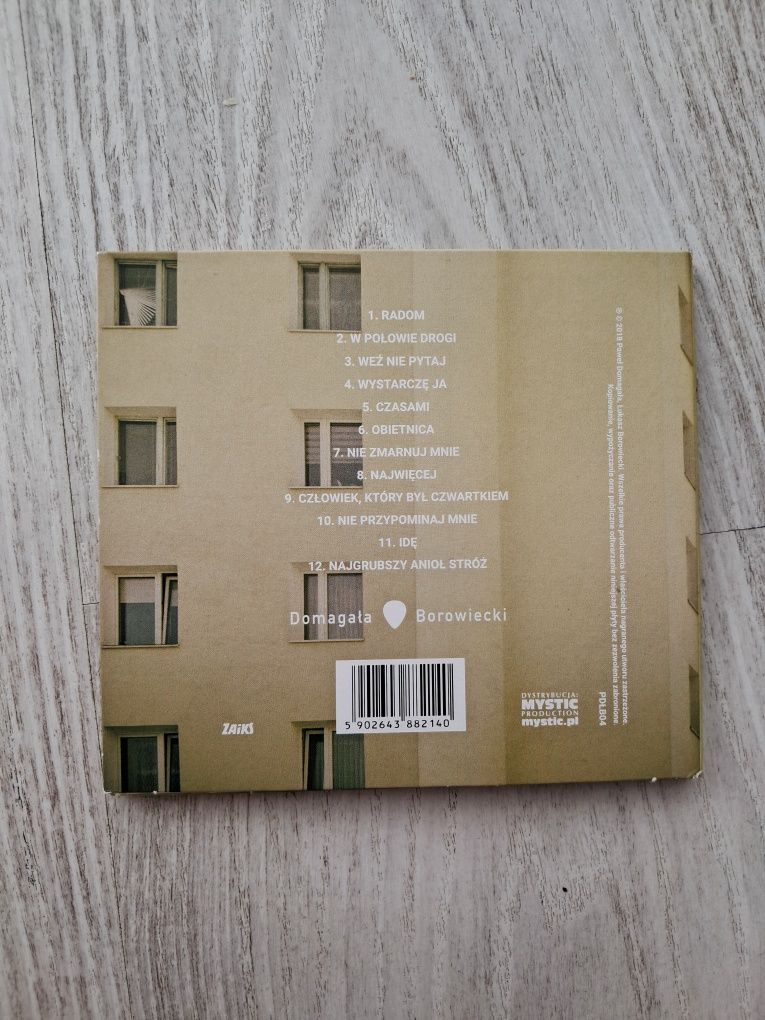 1. RADOM
2. W POŁOWIE DROGI
3. WEŹ NIE PYTAJ
4. WYSTARCZĘ JA
5. CZASAMI
6. OBIETNICA
7. NIE ZMARNUJ MNIE
8. NAJWIĘCEJ
9. CZŁOWIEK, KTÓRY BYŁ CZWARTKIEM
10. NIE PRZYPOMINAJ MNIE
11. IDĘ
12. NAJGRUBSZY ANIOŁ STRÓŻ
Domagała Borowiecki
5 902643 882140
ZAiKS
DYSTRYBUCJA:
MYSTIC
PRODUCTION
mystic.pl
℗ © 2018 Paweł Domagała, Łukasz Borowiecki. Wszelkie prawa producenta i właściciela nagranego utworu zastrzeżone.
Kopiowanie, wypożyczanie oraz publiczne odtwarzanie niniejszej płyty bez zezwolenia zabronione.
PDŁB04